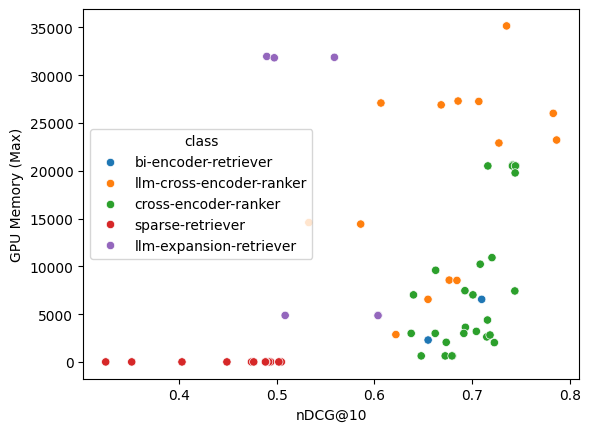 35000
30000
25000
20000
15000
10000
5000
0
GPU Memory (Max)
class
bi-encoder-retriever
llm-cross-encoder-ranker
cross-encoder-ranker
sparse-retriever
llm-expansion-retriever
0.4 0.5 0.6 0.7 0.8
nDCG@10